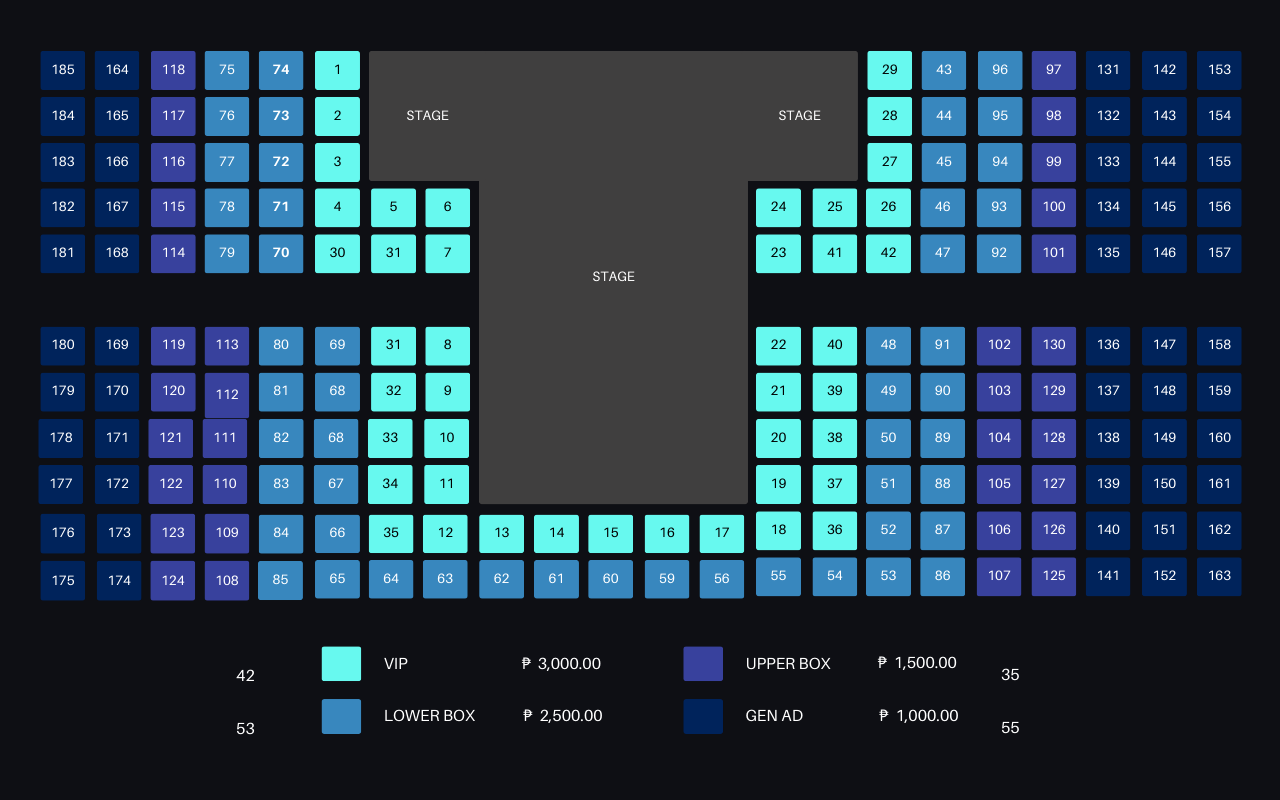 185 164 118 75 74 1 29 43 96 97 131 142 153
184 165 117 76 73 2 STAGE STAGE 28 44 95 98 132 143 154
183 166 116 77 72 3 27 45 94 99 133 144 155
182 167 115 78 71 4 5 6 24 25 26 46 93 100 134 145 156
181 168 114 79 70 30 31 7 23 41 42 47 92 101 135 146 157
STAGE
180 169 119 113 80 69 31 8 22 40 48 91 102 130 136 147 158
179 170 120 112 81 68 32 9 21 39 49 90 103 129 137 148 159
178 171 121 111 82 68 33 10 20 38 50 89 104 128 138 149 160
177 172 122 110 83 67 34 11 19 37 51 88 105 127 139 150 161
176 173 123 109 84 66 35 12 13 14 15 16 17 18 36 52 87 106 126 140 151 162
175 174 124 108 85 65 64 63 62 61 60 59 56 55 54 53 86 107 125 141 152 163
42 VIP ₱ 3,000.00 UPPER BOX ₱ 1,500.00 35
53 LOWER BOX ₱ 2,500.00 GEN AD ₱ 1,000.00 55